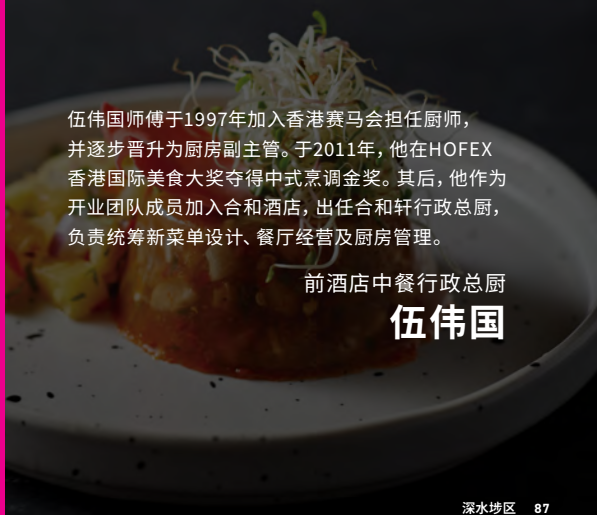 伍伟国师傅于1997年加入香港赛马会担任厨师，
并逐步晋升为厨房副主管。于2011年，他在HOFEX
香港国际美食大奖夺得中式烹调金奖。其后，他作为
开业团队成员加入合和酒店，出任合和轩行政总厨，
负责统筹新菜单设计、餐厅经营及厨房管理。
前酒店中餐行政总厨
伍伟国
深水埗区 87